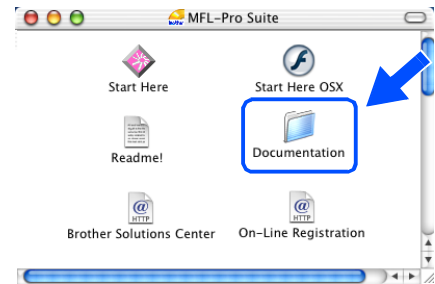 MFL-Pro Suite
Start Here
Start Here OSX
Readme!
Documentation
@
HTTP
@
HTTP
Brother Solutions Center
On-Line Registration